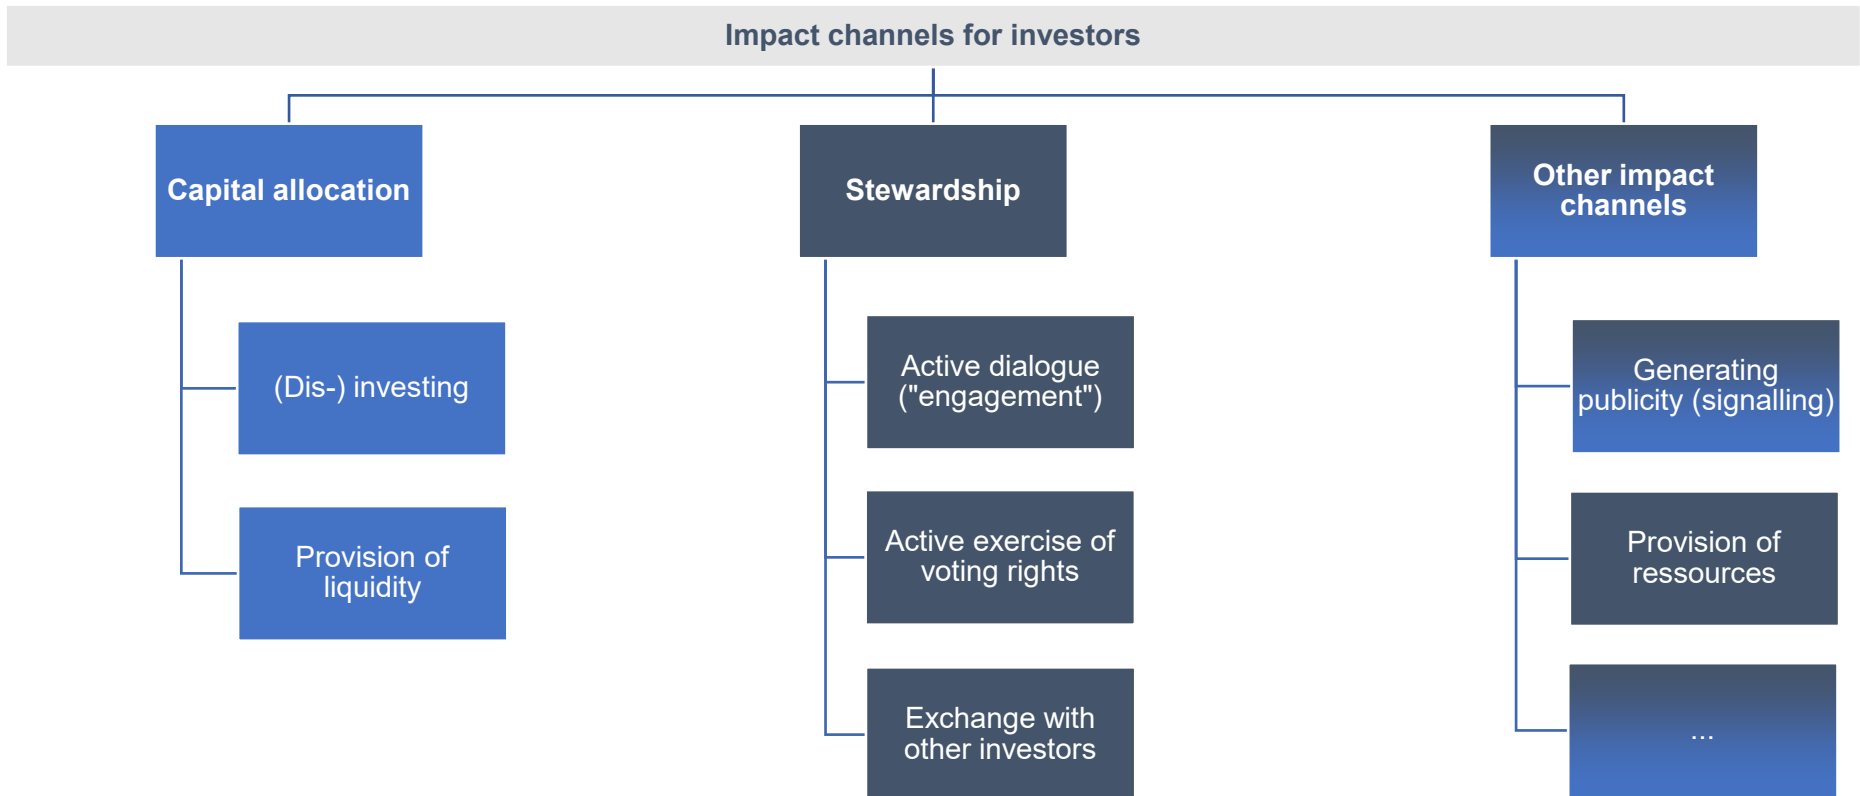 Impact channels for investors
Capital allocation
(Dis-) investing
Provision of
liquidity
Stewardship
Active dialogue
("engagement")
Active exercise of
voting rights
Exchange with
other investors
Other impact
channels
Generating
publicity (signalling)
Provision of
ressources
...